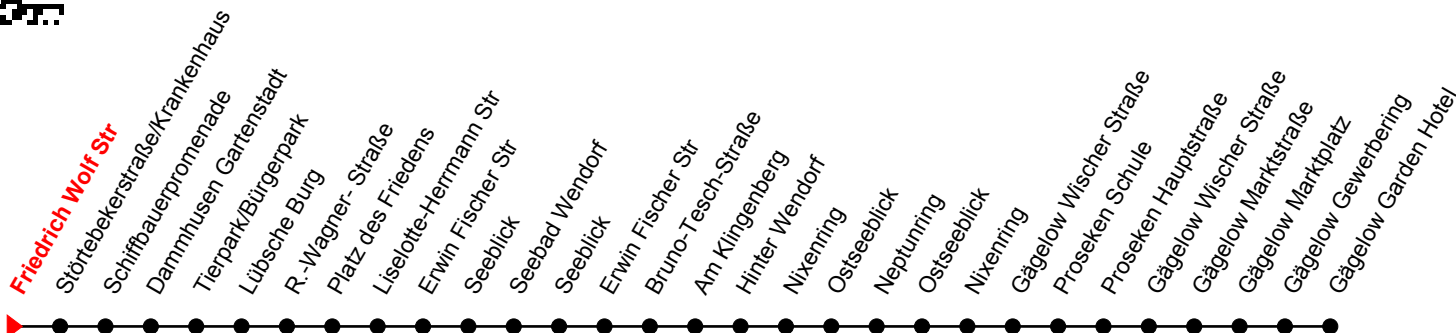 Friedrich Wolf Str
Störtebekerstraße/Krankenhaus
Schiffbauerpromenade
Dammhusen Gartenstadt
Tierpark/Bürgerpark
Lübsche Burg
R.-Wagner- Straße
Platz des Friedens
Liselotte-Herrmann Str
Erwin Fischer Str
Seeblick
Seebad Wendorf
Seeblick
Erwin Fischer Str
Bruno-Tesch-Straße
Am Klingenberg
Hinter Wendorf
Nixenring
Ostseeblick
Neptunring
Ostseeblick
Nixenring
Gägelow Wischer Straße
Proseken Schule
Proseken Hauptstraße
Gägelow Wischer Straße
Gägelow Marktstraße
Gägelow Marktplatz
Gägelow Gewerbering
Gägelow Garden Hotel